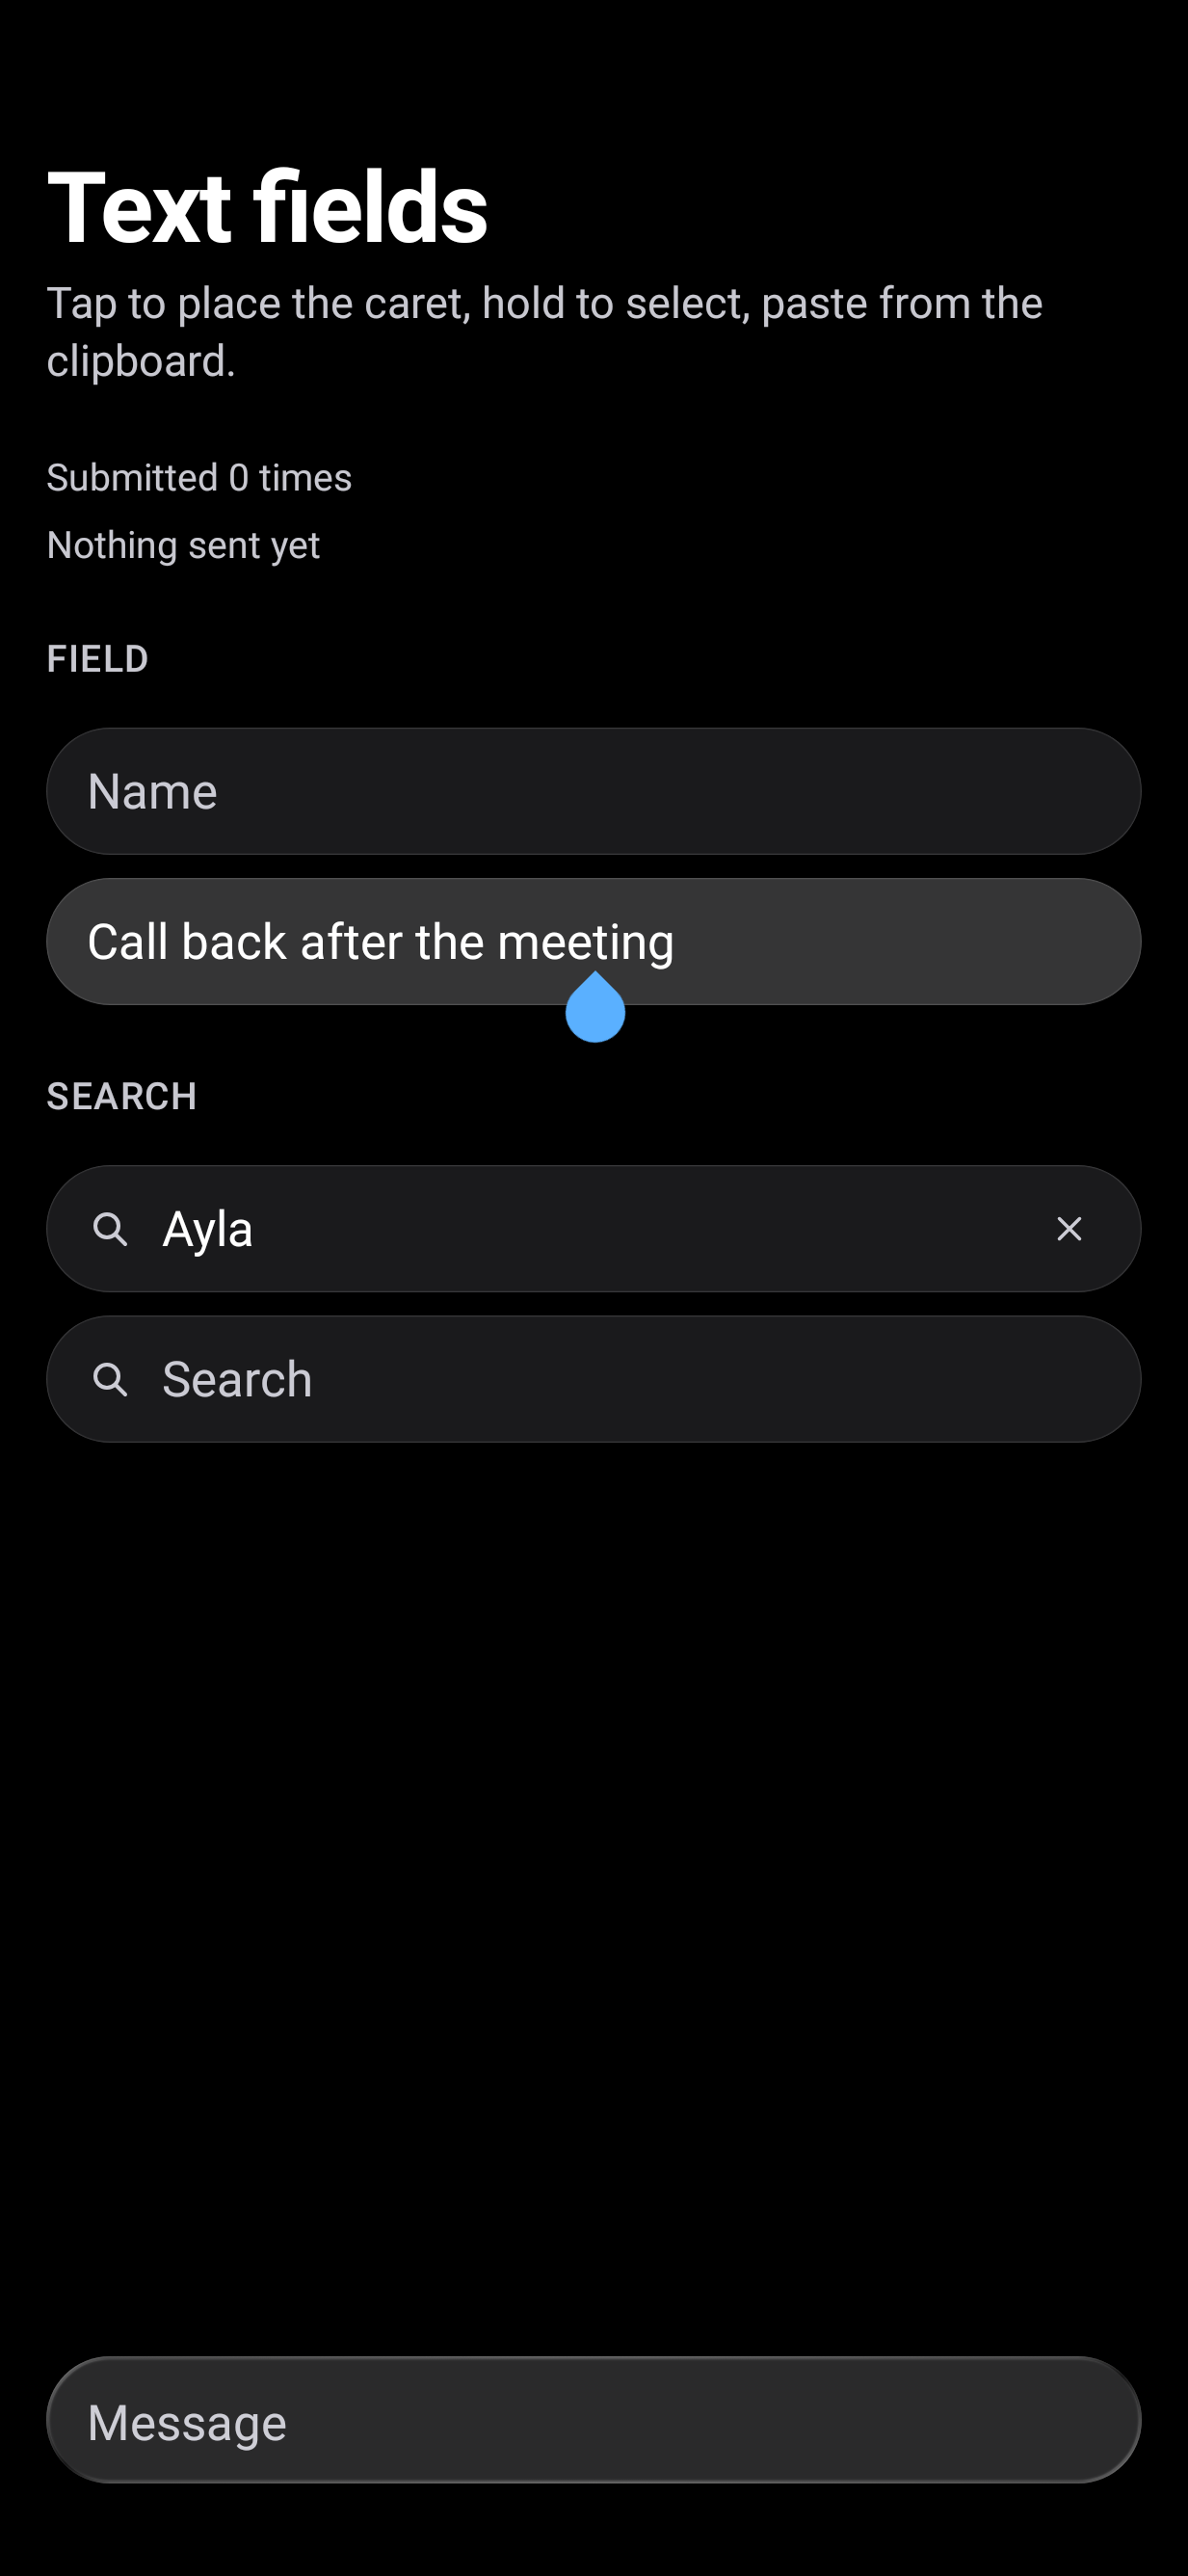 Text fields
Tap to place the caret, hold to select, paste from the
clipboard.
Submitted 0 times
Nothing sent yet
FIELD
Name
Call back after the meeting
SEARCH
Ayla
Search
Message